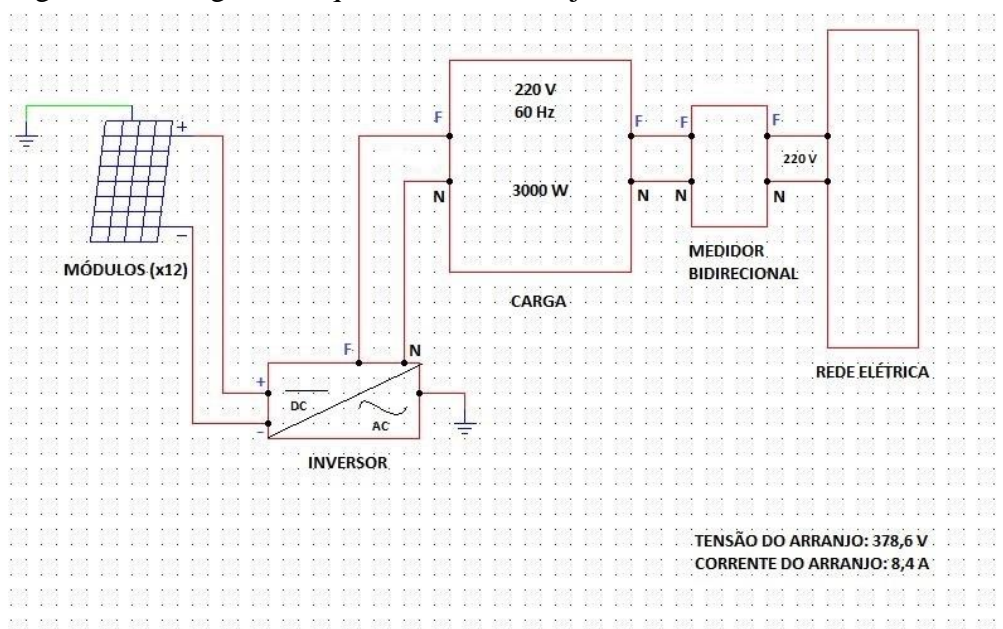 220 V
60 Hz
3000 W
F
N
F
N
CARGA
F
N
F
N
220 V
MEDIDOR
BIDIRECIONAL
REDE ELÉTRICA
+
−
MÓDULOS (x12)
F
N
+
−
DC
AC
INVERSOR
TENSÃO DO ARRANJO: 378,6 V
CORRENTE DO ARRANJO: 8,4 A